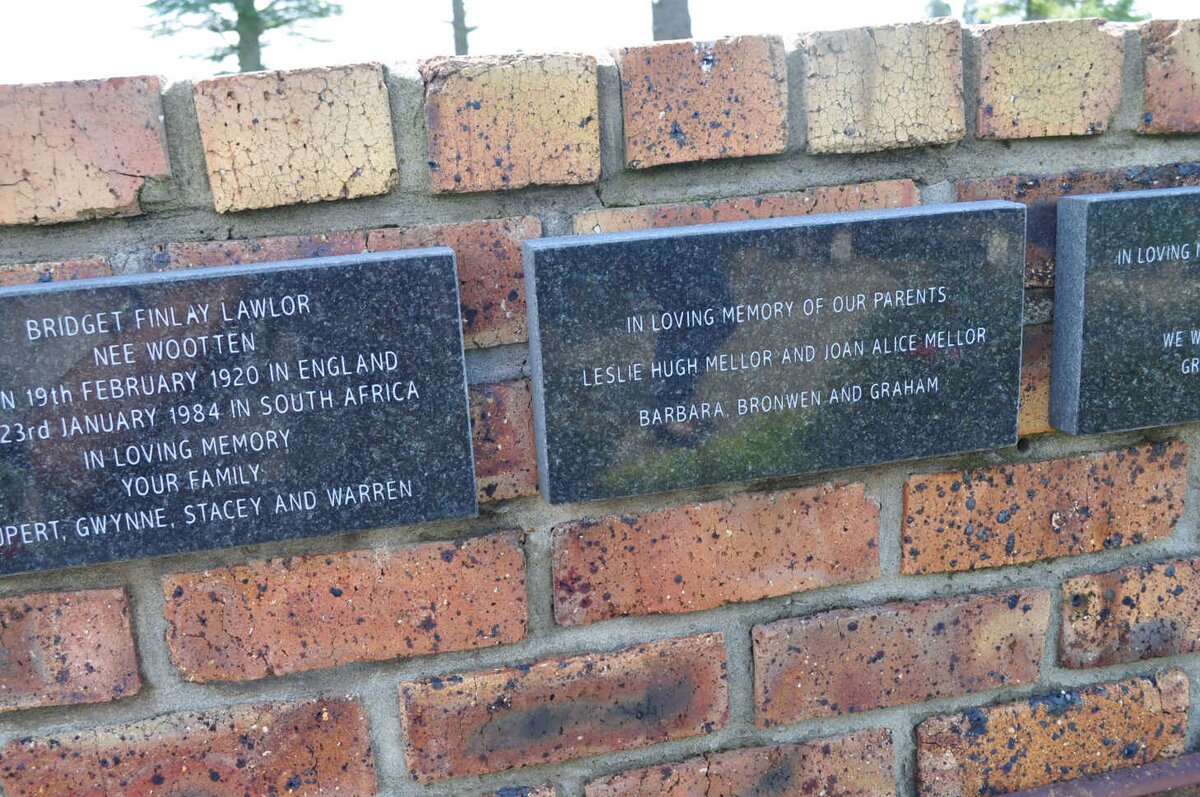 BRIDGET FINLAY LAWLOR
NEE WOOTTEN
N 19th FEBRUARY 1920 IN ENGLAND
23rd JANUARY 1984 IN SOUTH AFRICA
IN LOVING MEMORY
YOUR FAMILY
UPERT, GWYNNE, STACEY AND WARREN
IN LOVING MEMORY OF OUR PARENTS
LESLIE HUGH MELLOR AND JOAN ALICE MELLOR
BARBARA, BRONWEN AND GRAHAM
IN LOVING
WE W
GR